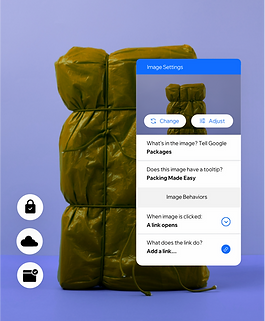 Image Settings
Change
Adjust
What's in the image? Tell Google
Packages
Does this image have a tooltip?
Packing Made Easy
Image Behaviors
When image is clicked:
A link opens
What does the link do?
Add a link...